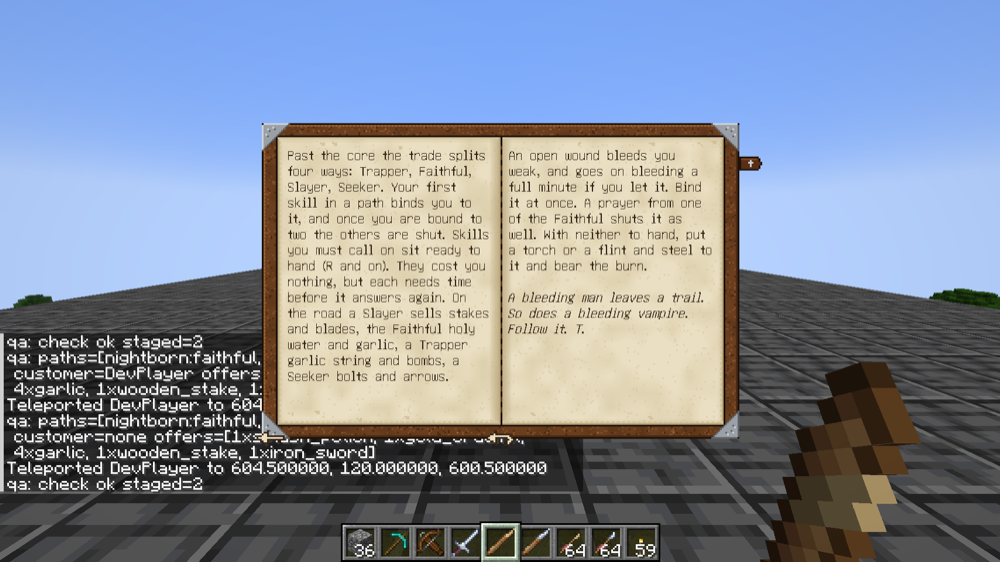 Past the core the trade splits
four ways: Trapper, Faithful,
Slayer, Seeker. Your first
skill in a path binds you to
it, and once you are bound to
two the others are shut. Skills
you must call on sit ready to
hand (R and on). They cost you
nothing, but each needs time
before it answers again. On
the road a Slayer sells stakes
and blades, the Faithful holy
water and garlic, a Trapper
garlic string and bombs, a
Seeker bolts and arrows.
An open wound bleeds you
weak, and goes on bleeding a
full minute if you let it. Bind
it at once. A prayer from one
of the Faithful shuts it as
well. With neither to hand, put
a torch or a flint and steel to
it and bear the burn.
A bleeding man leaves a trail.
So does a bleeding vampire.
Follow it. T.
qa: check ok staged=2
qa: paths=[nightborn:faithful,
customer=DevPlayer offers
4xgarlic, 1xwooden_stake, 1
Teleported DevPlayer to 604
qa: paths=[nightborn:faithful,
customer=none offers=[1x
4xgarlic, 1xwooden_stake, 1xiron_sword]
Teleported DevPlayer to 604.500000, 120.000000, 600.500000
qa: check ok staged=2
36
64
64
59